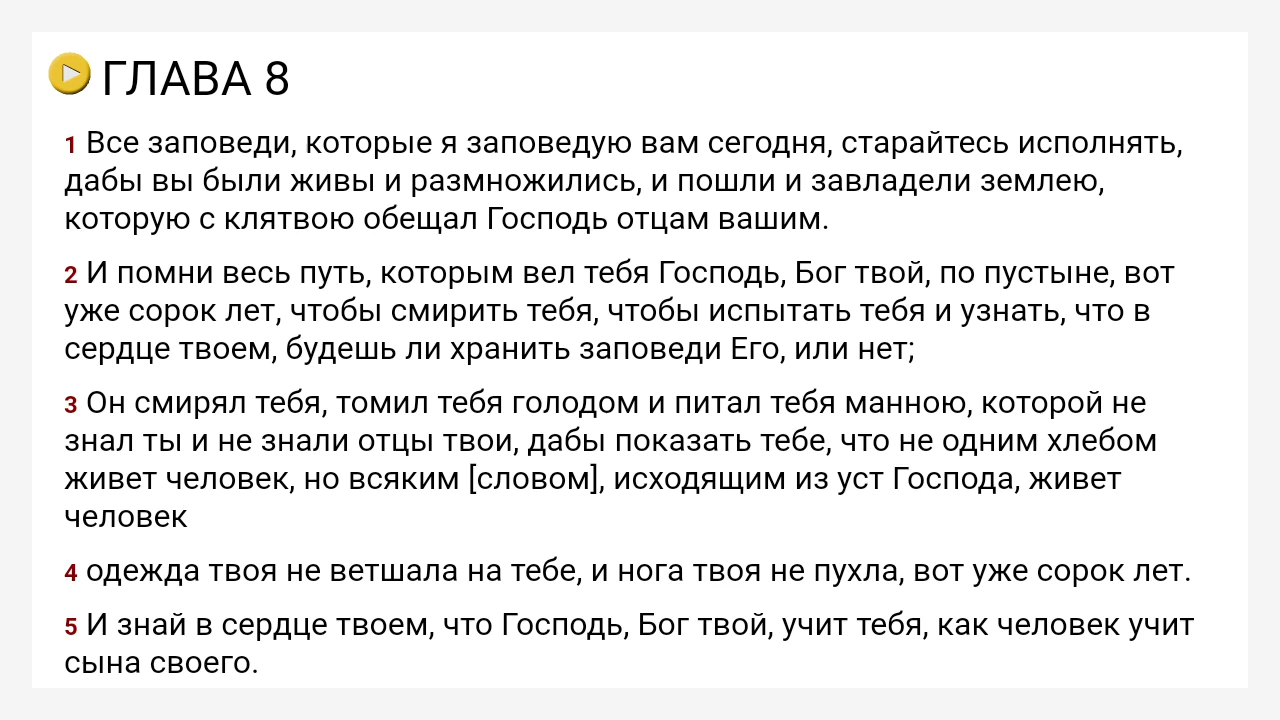 ГЛАВА 8
1 Все заповеди, которые я заповедую вам сегодня, старайтесь исполнять,
дабы вы были живы и размножились, и пошли и завладели землею,
которую с клятвою обещал Господь отцам вашим.
2 И помни весь путь, которым вел тебя Господь, Бог твой, по пустыне, вот
уже сорок лет, чтобы смирить тебя, чтобы испытать тебя и узнать, что в
сердце твоем, будешь ли хранить заповеди Его, или нет;
3 Он смирял тебя, томил тебя голодом и питал тебя манною, которой не
знал ты и не знали отцы твои, дабы показать тебе, что не одним хлебом
живет человек, но всяким [словом], исходящим из уст Господа, живет
человек
4 одежда твоя не ветшала на тебе, и нога твоя не пухла, вот уже сорок лет.
5 И знай в сердце твоем, что Господь, Бог твой, учит тебя, как человек учит
сына своего.